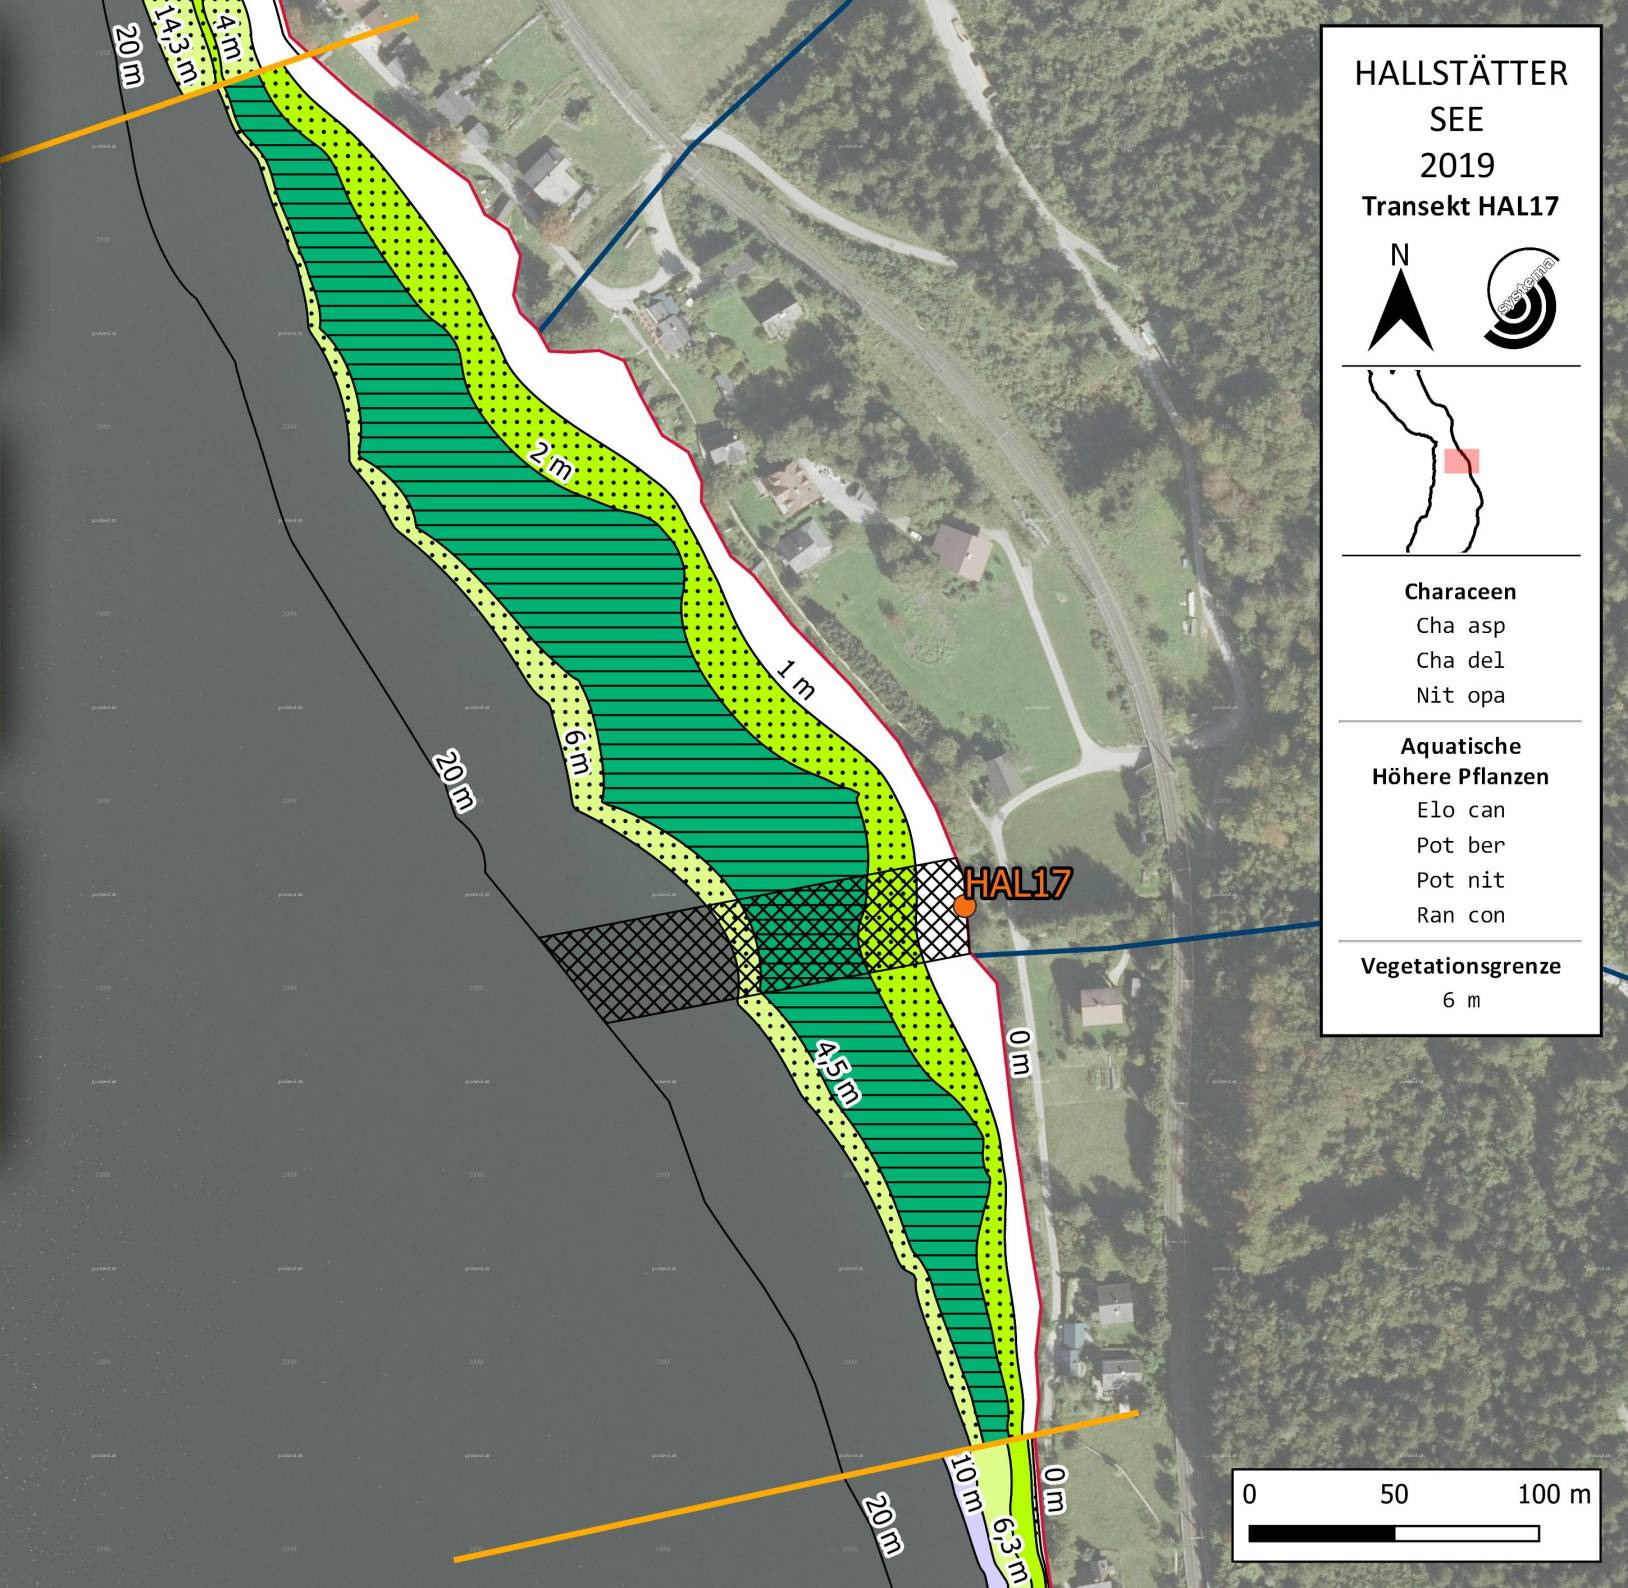 HALLSTÄTTER
SEE
2019
Transekt HAL17
N
systema
Characeen
Cha asp
Cha del
Nit opa
Aquatische
Höhere Pflanzen
Elo can
Pot ber
Pot nit
Ran con
Vegetationsgrenze
6 m
20 m
14,3 m
4 m
2 m
1 m
6 m
20 m
HAL17
0 m
4,5 m
10 m
0 m
20 m
6,3 m
0 50 100 m